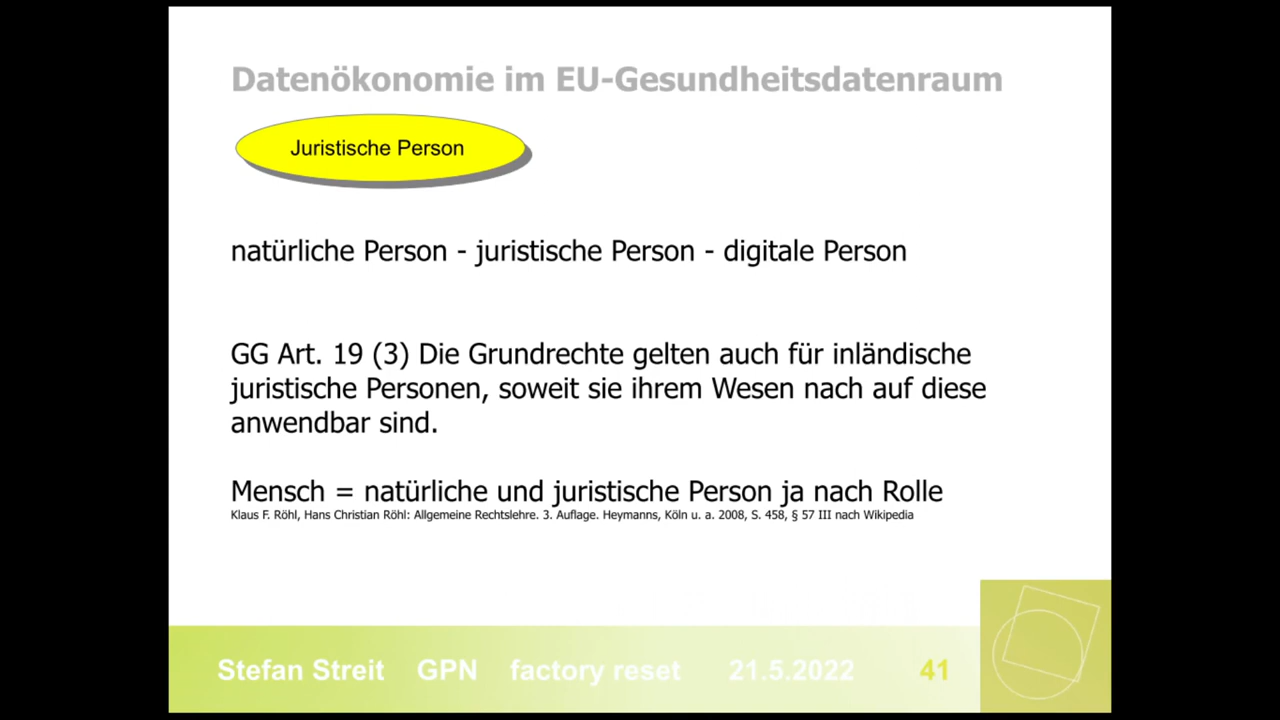 Datenökonomie im EU-Gesundheitsdatenraum
Juristische Person
natürliche Person - juristische Person - digitale Person
GG Art. 19 (3) Die Grundrechte gelten auch für inländische
juristische Personen, soweit sie ihrem Wesen nach auf diese
anwendbar sind.
Mensch = natürliche und juristische Person ja nach Rolle
Klaus F. Röhl, Hans Christian Röhl: Allgemeine Rechtslehre. 3. Auflage. Heymanns, Köln u. a. 2008, S. 458, § 57 III nach Wikipedia
Stefan Streit GPN factory reset 21.5.2022 41